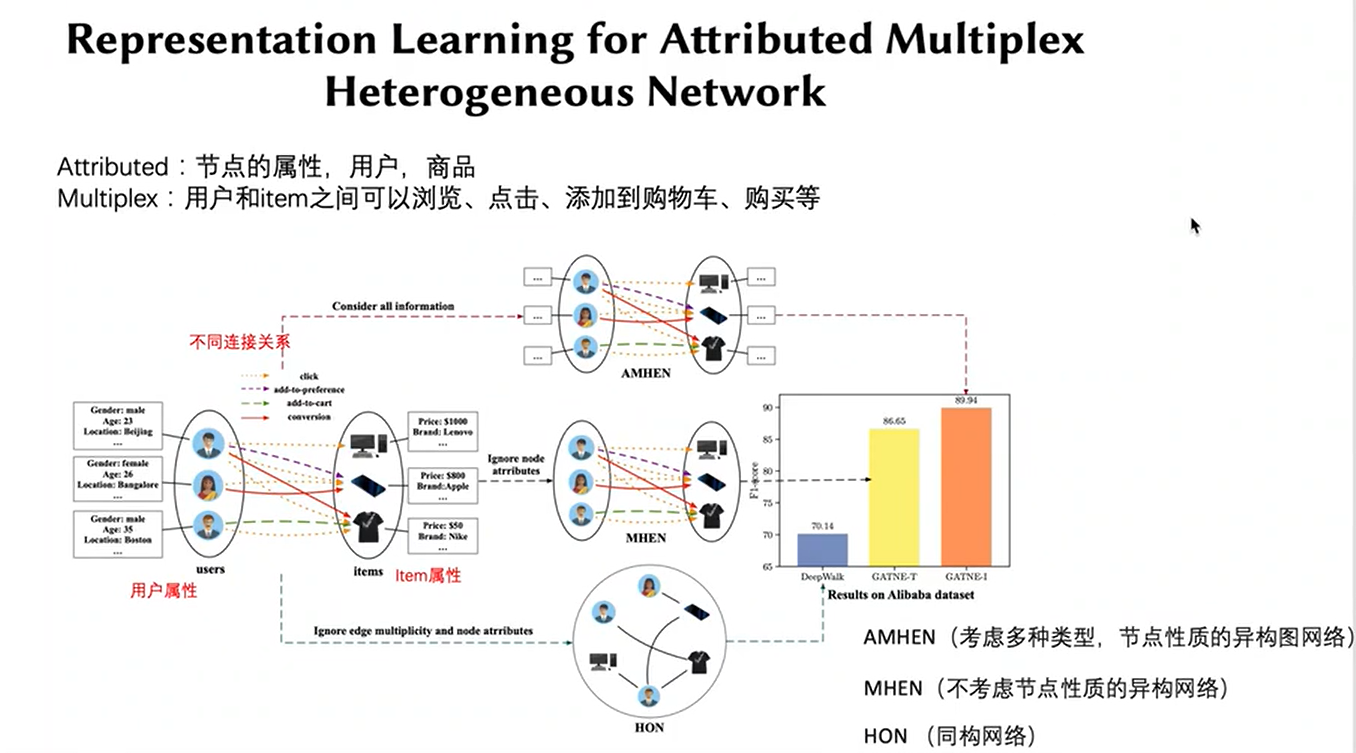 Representation Learning for Attributed Multiplex
Heterogeneous Network
Attributed：节点的属性，用户，商品
Multiplex：用户和item之间可以浏览、点击、添加到购物车、购买等
Consider all information
不同连接关系
click
add-to-preference
add-to-cart
conversion
Gender: male
Age: 23
Location: Beijing
...
Gender: female
Age: 26
Location: Bangalore
...
Gender: male
Age: 35
Location: Boston
...
users
用户属性
items
Item属性
Price: $1000
Brand: Lenovo
...
Price: $800
Brand:Apple
...
Price: $50
Brand: Nike
...
Ignore node
atrributes
Ignore edge multiplicity and node atrributes
...
...
...
...
...
...
AMHEN
MHEN
HON
F1-score
90
85
80
75
70
65
70.14
86.65
89.94
DeepWalk
GATNE-T
GATNE-I
Results on Alibaba dataset
AMHEN（考虑多种类型，节点性质的异构图网络）
MHEN（不考虑节点性质的异构网络）
HON （同构网络）